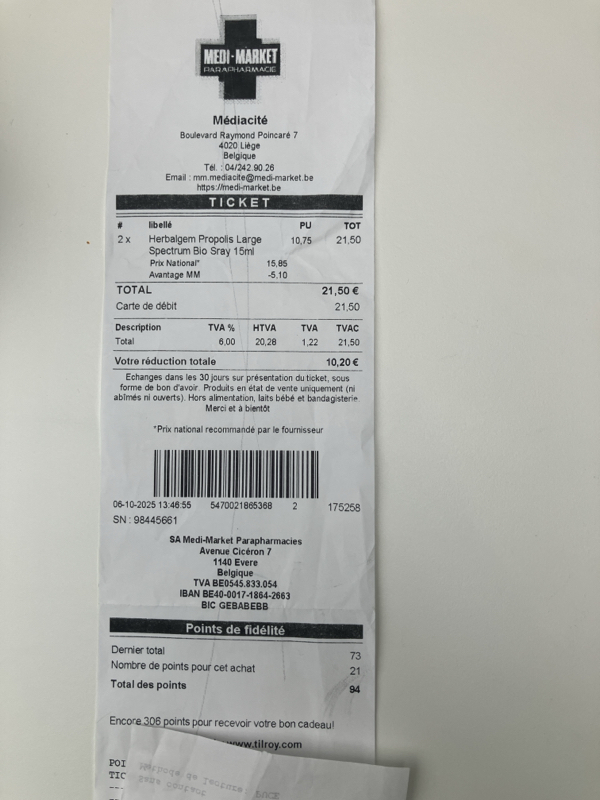 MEDI-MARKET
PARAPHARMACIE
Médiacité
Boulevard Raymond Poincaré 7
4020 Liège
Belgique
Tél. : 04/242.90.26
Email : mm.mediacite@medi-market.be
https://medi-market.be
TICKET
# libellé PU TOT
2 x Herbalgem Propolis Large 10,75 21,50
Spectrum Bio Sray 15ml
Prix National* 15,85
Avantage MM -5,10
TOTAL 21,50 €
Carte de débit 21,50
Description TVA % HTVA TVA TVAC
Total 6,00 20,28 1,22 21,50
Votre réduction totale 10,20 €
Echanges dans les 30 jours sur présentation du ticket, sous
forme de bon d'avoir. Produits en état de vente uniquement (ni
abîmés ni ouverts). Hors alimentation, laits bébé et bandagisterie.
Merci et à bientôt
*Prix national recommandé par le fournisseur
06-10-2025 13:46:55 5470021865368 2 175258
SN : 98445661
SA Medi-Market Parapharmacies
Avenue Cicéron 7
1140 Evere
Belgique
TVA BE0545.833.054
IBAN BE40-0017-1864-2663
BIC GEBABEBB
Points de fidélité
Dernier total 73
Nombre de points pour cet achat 21
Total des points 94
Encore 306 points pour recevoir votre bon cadeau!
www.tilroy.com
POI
TIC
Méthode de lecture: PUCE
Sans contact